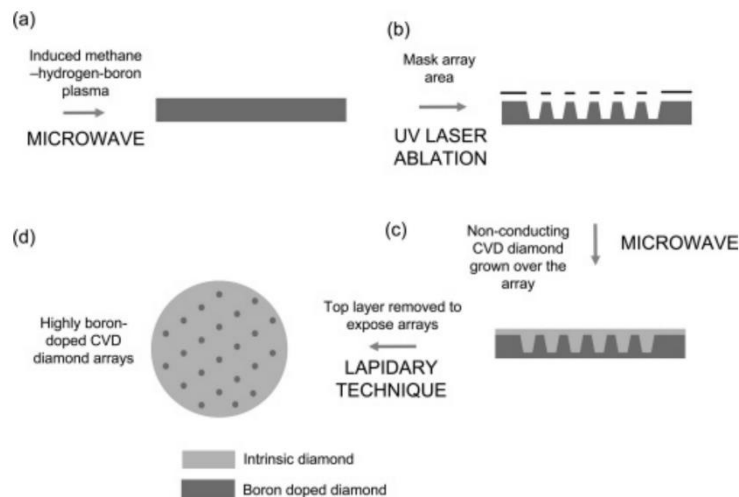 (a)
Induced methane
–hydrogen-boron
plasma
MICROWAVE
(b)
Mask array
area
UV LASER
ABLATION
(c)
Non-conducting
CVD diamond
grown over the
array
MICROWAVE
(d)
Highly boron-
doped CVD
diamond arrays
Top layer removed to
expose arrays
LAPIDARY
TECHNIQUE
Intrinsic diamond
Boron doped diamond